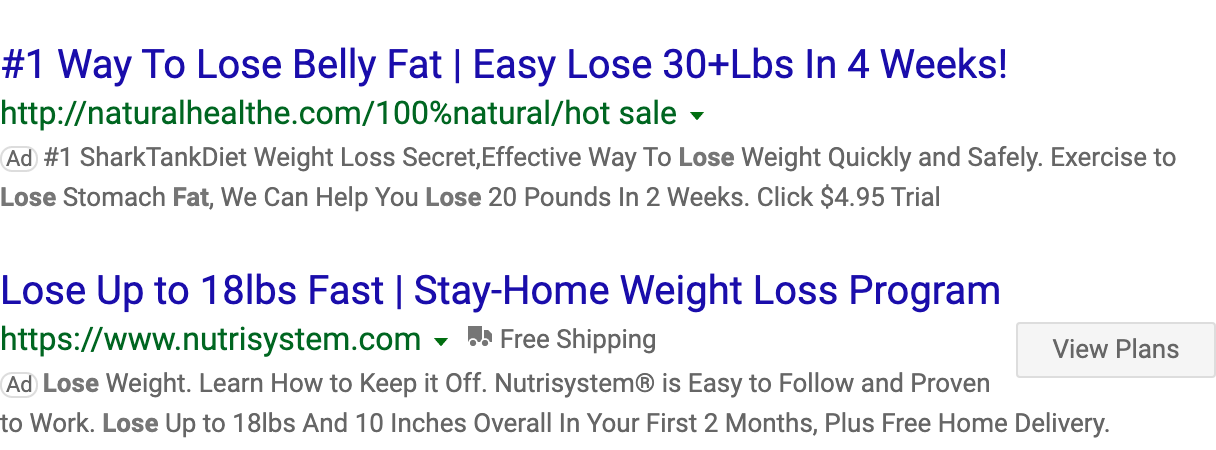 #1 Way To Lose Belly Fat | Easy Lose 30+Lbs In 4 Weeks!
http://naturalhealthe.com/100%natural/hot sale
Ad #1 SharkTankDiet Weight Loss Secret,Effective Way To Lose Weight Quickly and Safely. Exercise to
Lose Stomach Fat, We Can Help You Lose 20 Pounds In 2 Weeks. Click $4.95 Trial
Lose Up to 18lbs Fast | Stay-Home Weight Loss Program
https://www.nutrisystem.com Free Shipping
View Plans
Ad Lose Weight. Learn How to Keep it Off. Nutrisystem® is Easy to Follow and Proven
to Work. Lose Up to 18lbs And 10 Inches Overall In Your First 2 Months, Plus Free Home Delivery.